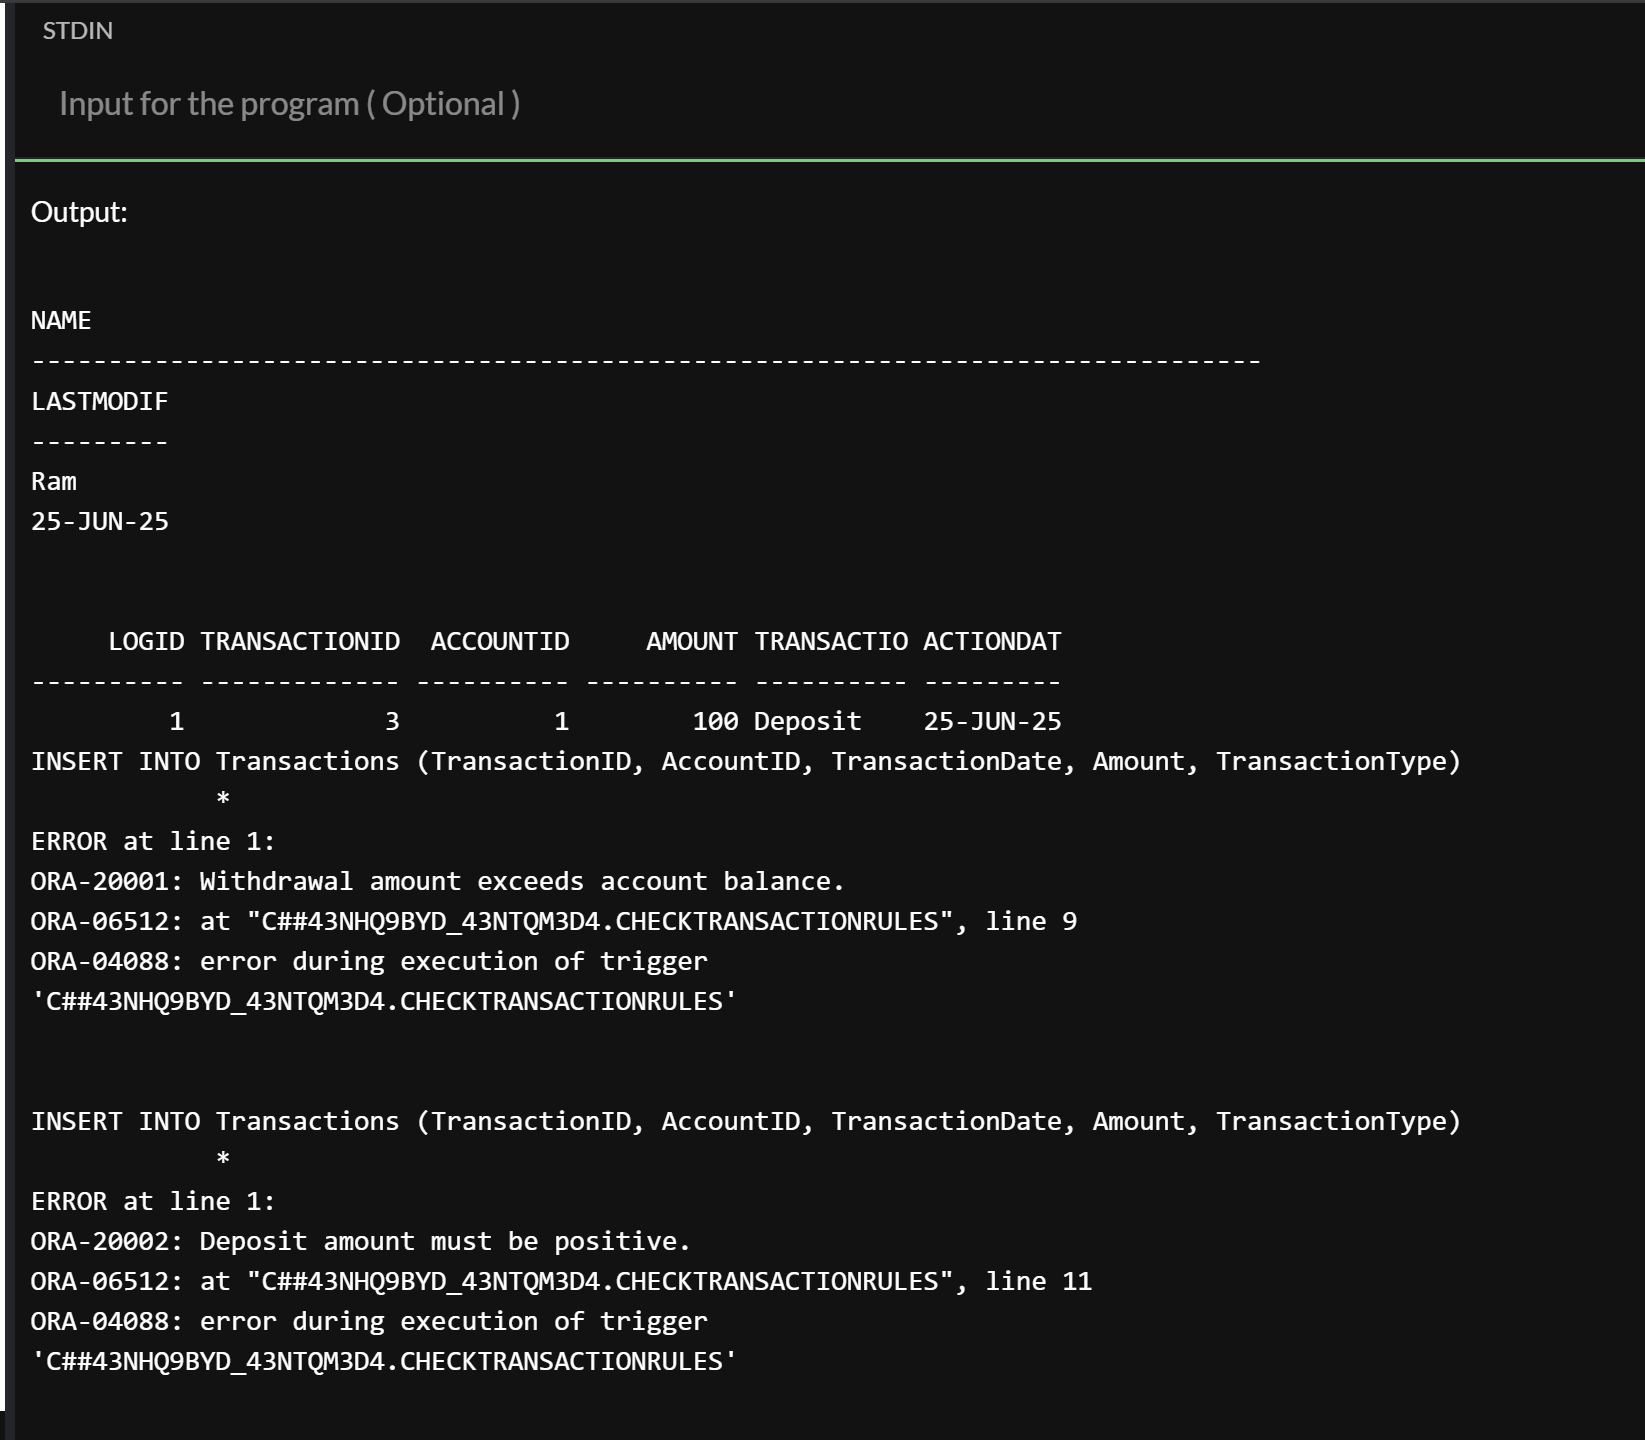 STDIN
Input for the program ( Optional )
Output:
NAME
--------------------------------------------------------------------------------
LASTMODIF
---------
Ram
25-JUN-25
     LOGID TRANSACTIONID  ACCOUNTID     AMOUNT TRANSACTIO ACTIONDAT
---------- ------------- ---------- ---------- ---------- ---------
         1             3          1        100 Deposit    25-JUN-25
INSERT INTO Transactions (TransactionID, AccountID, TransactionDate, Amount, TransactionType)
            *
ERROR at line 1:
ORA-20001: Withdrawal amount exceeds account balance.
ORA-06512: at "C##43NHQ9BYD_43NTQM3D4.CHECKTRANSACTIONRULES", line 9
ORA-04088: error during execution of trigger
'C##43NHQ9BYD_43NTQM3D4.CHECKTRANSACTIONRULES'
INSERT INTO Transactions (TransactionID, AccountID, TransactionDate, Amount, TransactionType)
            *
ERROR at line 1:
ORA-20002: Deposit amount must be positive.
ORA-06512: at "C##43NHQ9BYD_43NTQM3D4.CHECKTRANSACTIONRULES", line 11
ORA-04088: error during execution of trigger
'C##43NHQ9BYD_43NTQM3D4.CHECKTRANSACTIONRULES'